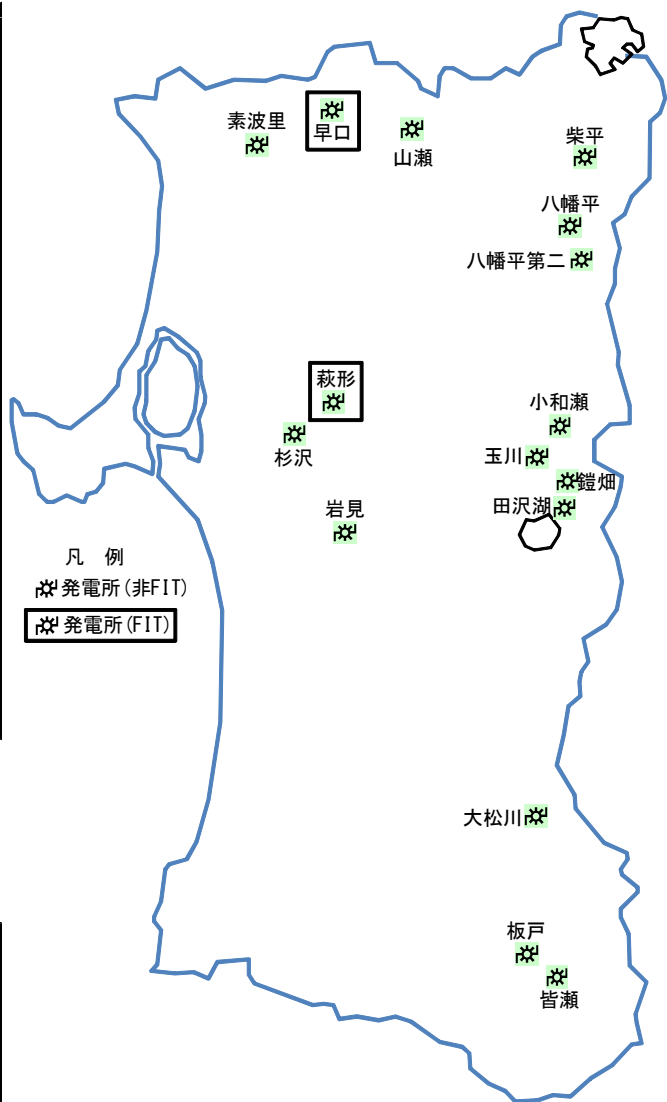 素波里
早口
山瀬
柴平
八幡平
八幡平第二
萩形
杉沢
小和瀬
玉川
鎧畑
田沢湖
岩見
凡 例
発電所(非FIT)
発電所(FIT)
大松川
板戸
皆瀬